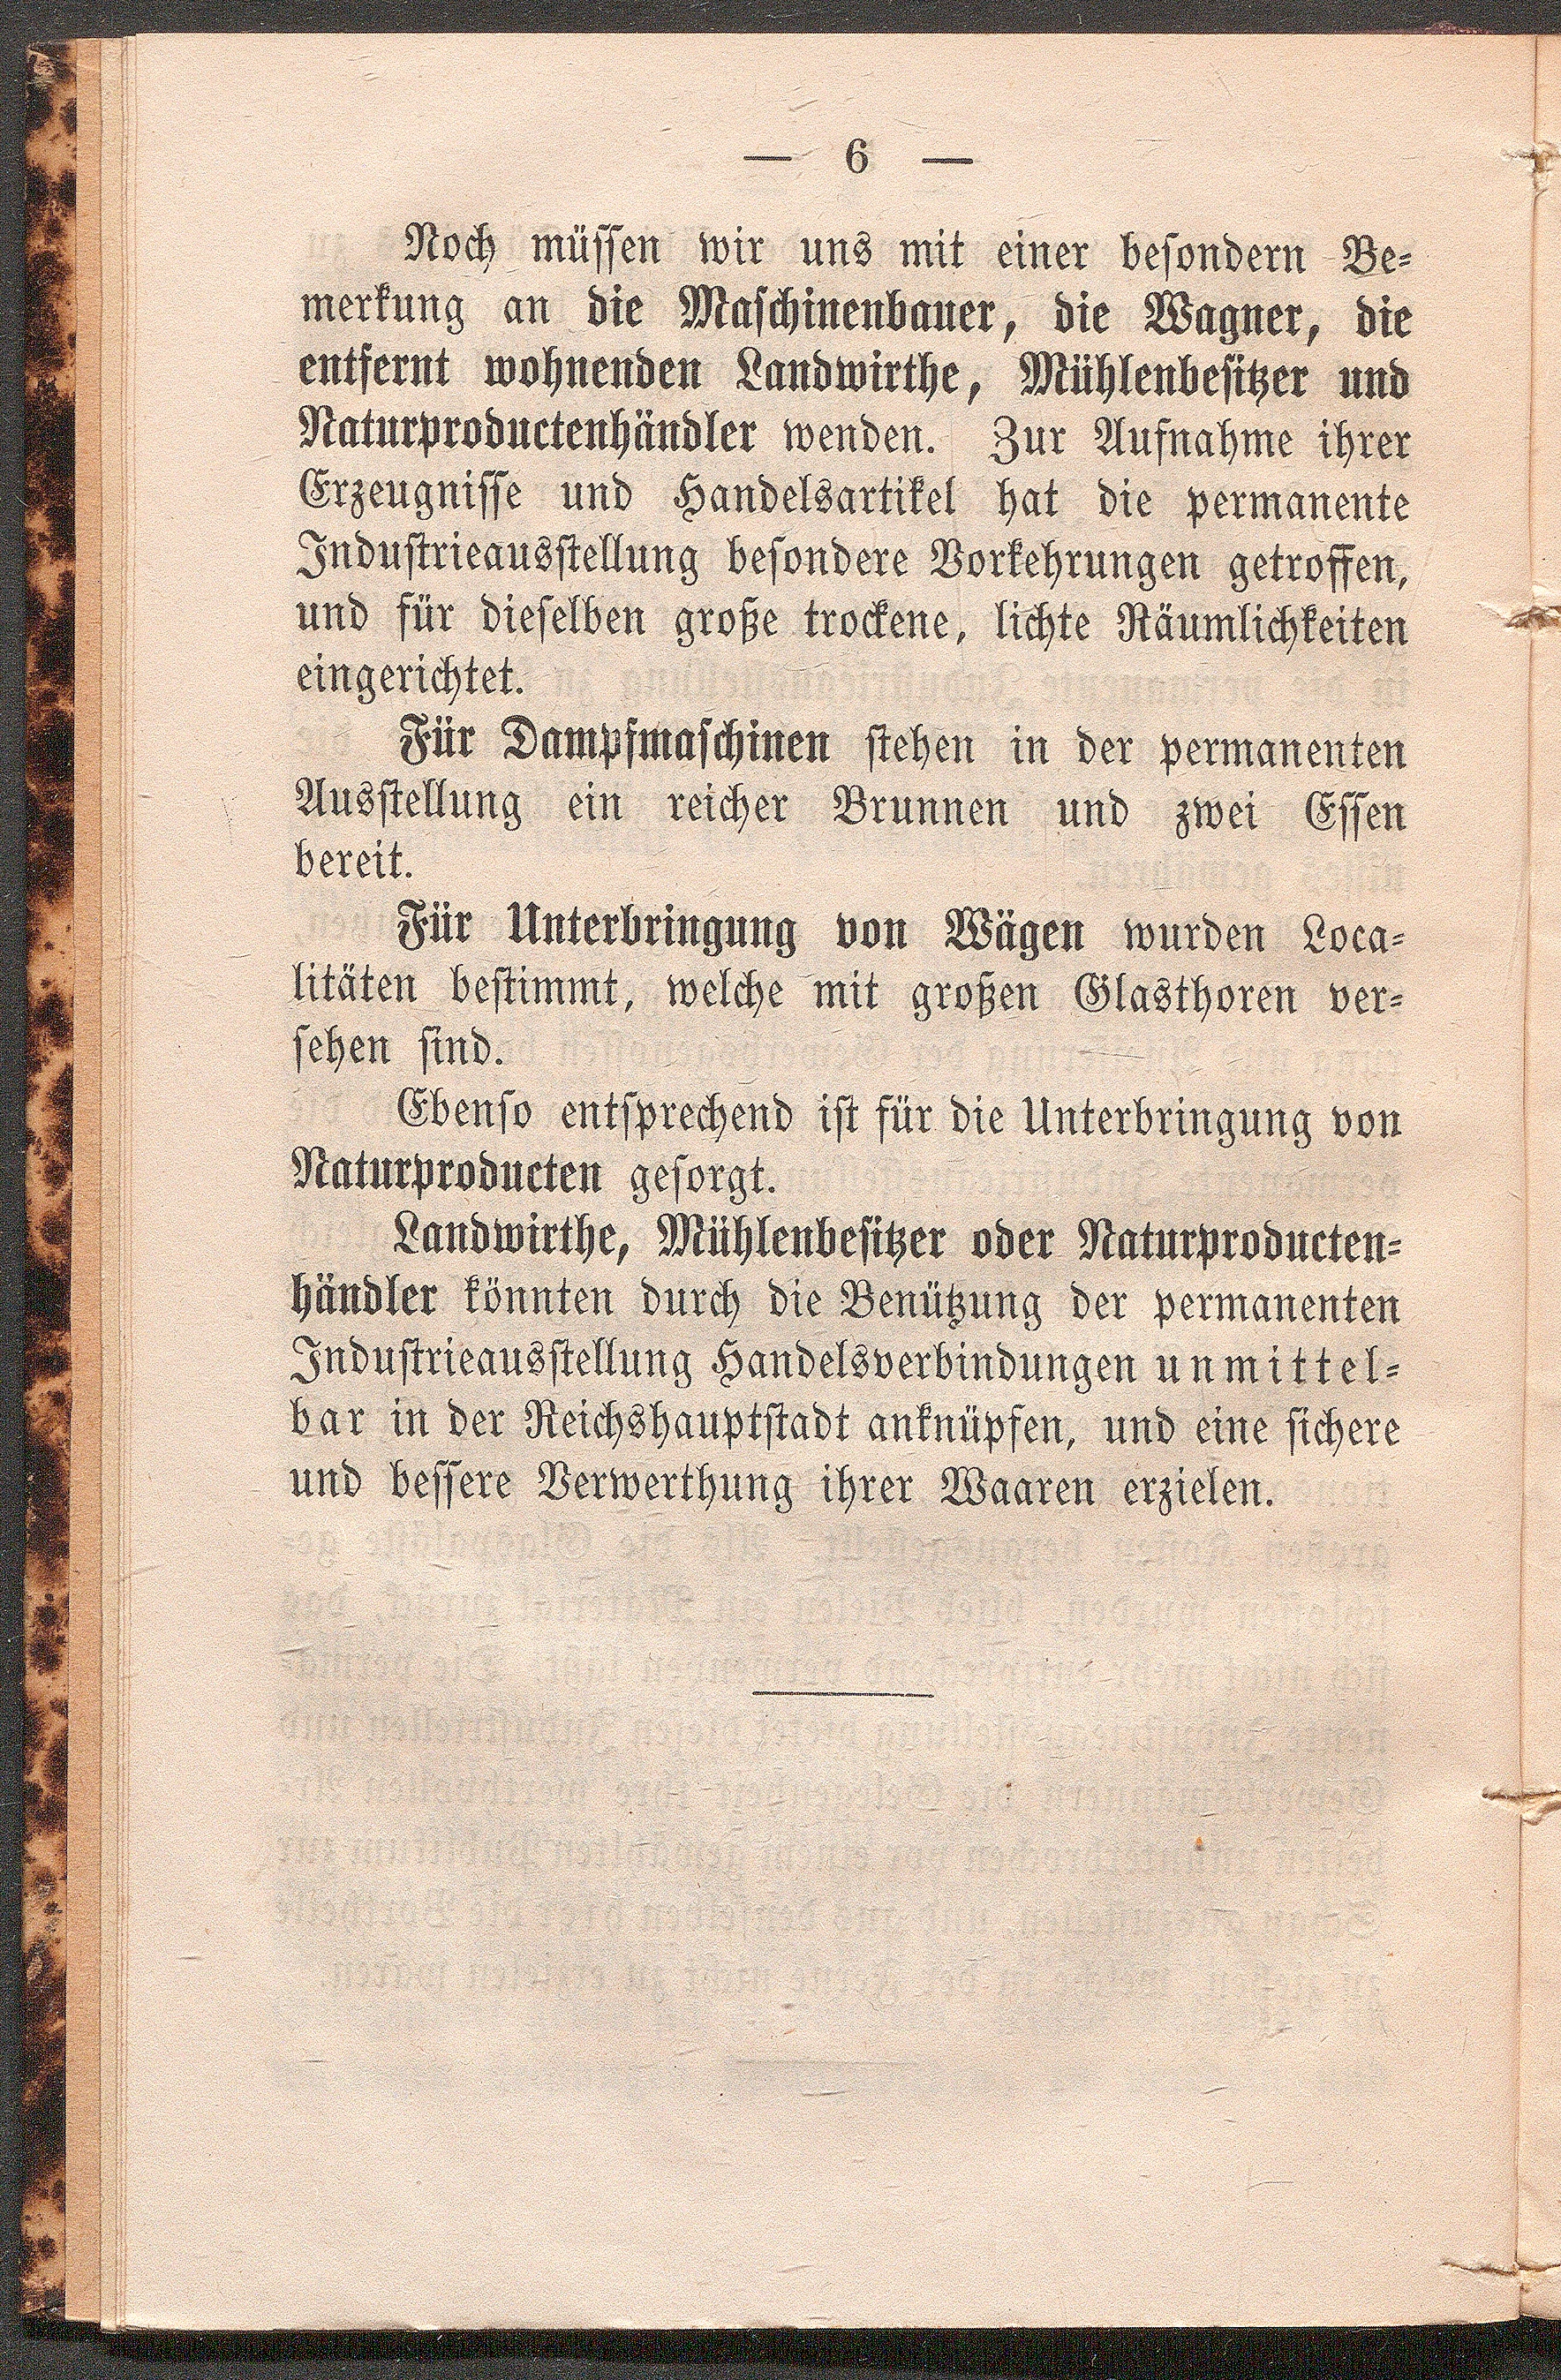 — 6 —
Noch müssen wir uns mit einer besondern Be-
merkung an die Maschinenbauer, die Wagner, die
entfernt wohnenden Landwirthe, Mühlenbesitzer und
Naturproductenhändler wenden. Zur Aufnahme ihrer
Erzeugnisse und Handelsartikel hat die permanente
Industrieausstellung besondere Vorkehrungen getroffen,
und für dieselben große trockene, lichte Räumlichkeiten
eingerichtet.
Für Dampfmaschinen stehen in der permanenten
Ausstellung ein reicher Brunnen und zwei Essen
bereit.
Für Unterbringung von Wägen wurden Loca-
litäten bestimmt, welche mit großen Glasthoren ver-
sehen sind.
Ebenso entsprechend ist für die Unterbringung von
Naturproducten gesorgt.
Landwirthe, Mühlenbesitzer oder Naturproducten-
händler könnten durch die Benützung der permanenten
Industrieausstellung Handelsverbindungen unmittel-
bar in der Reichshauptstadt anknüpfen, und eine sichere
und bessere Verwerthung ihrer Waaren erzielen.